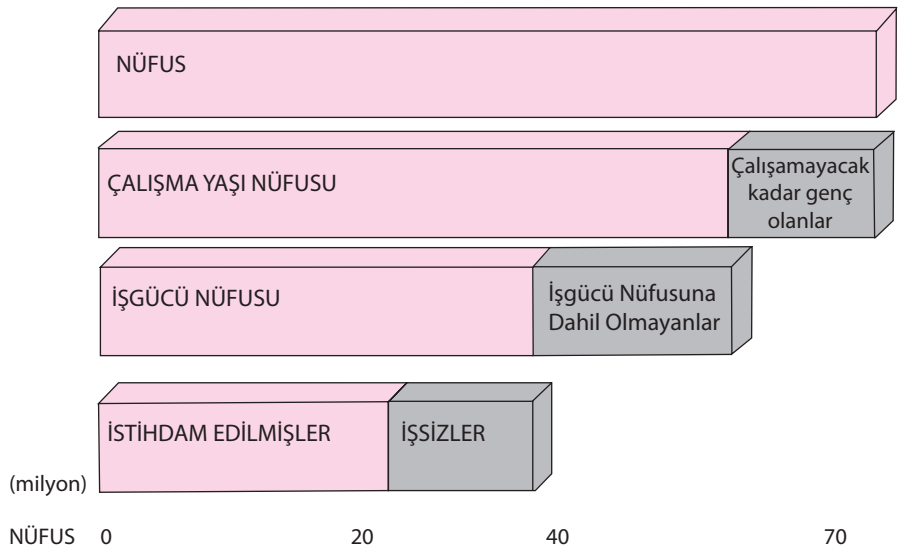 NÜFUS
ÇALIŞMA YAŞI NÜFUSU
Çalışamayacak
kadar genç
olanlar
İŞGÜCÜ NÜFUSU
İşgücü Nüfusuna
Dahil Olmayanlar
İSTİHDAM EDİLMİŞLER
İŞSİZLER
(milyon)
NÜFUS 0 20 40 70